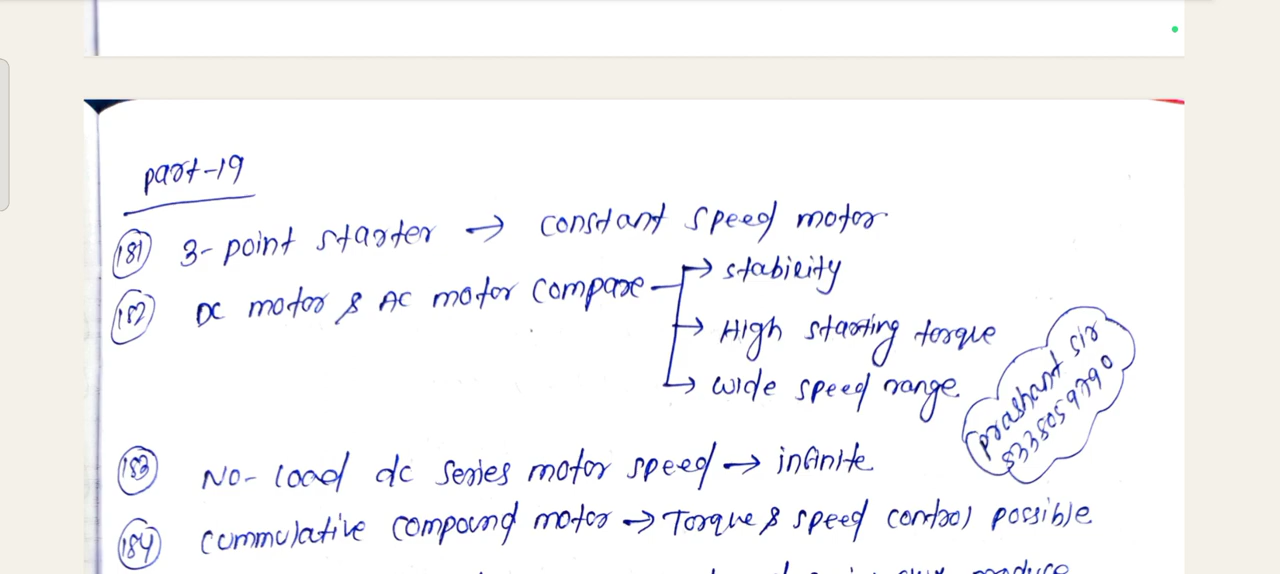 part-19
(181) 3-point starter → constant speed motor
(182) DC motor & AC motor compare → stability
→ High starting torque
→ wide speed range
prashant sir
8338059790
(183) No-load dc series motor speed → infinite
(184) commulative compound motor → Torque & speed control possible
produce